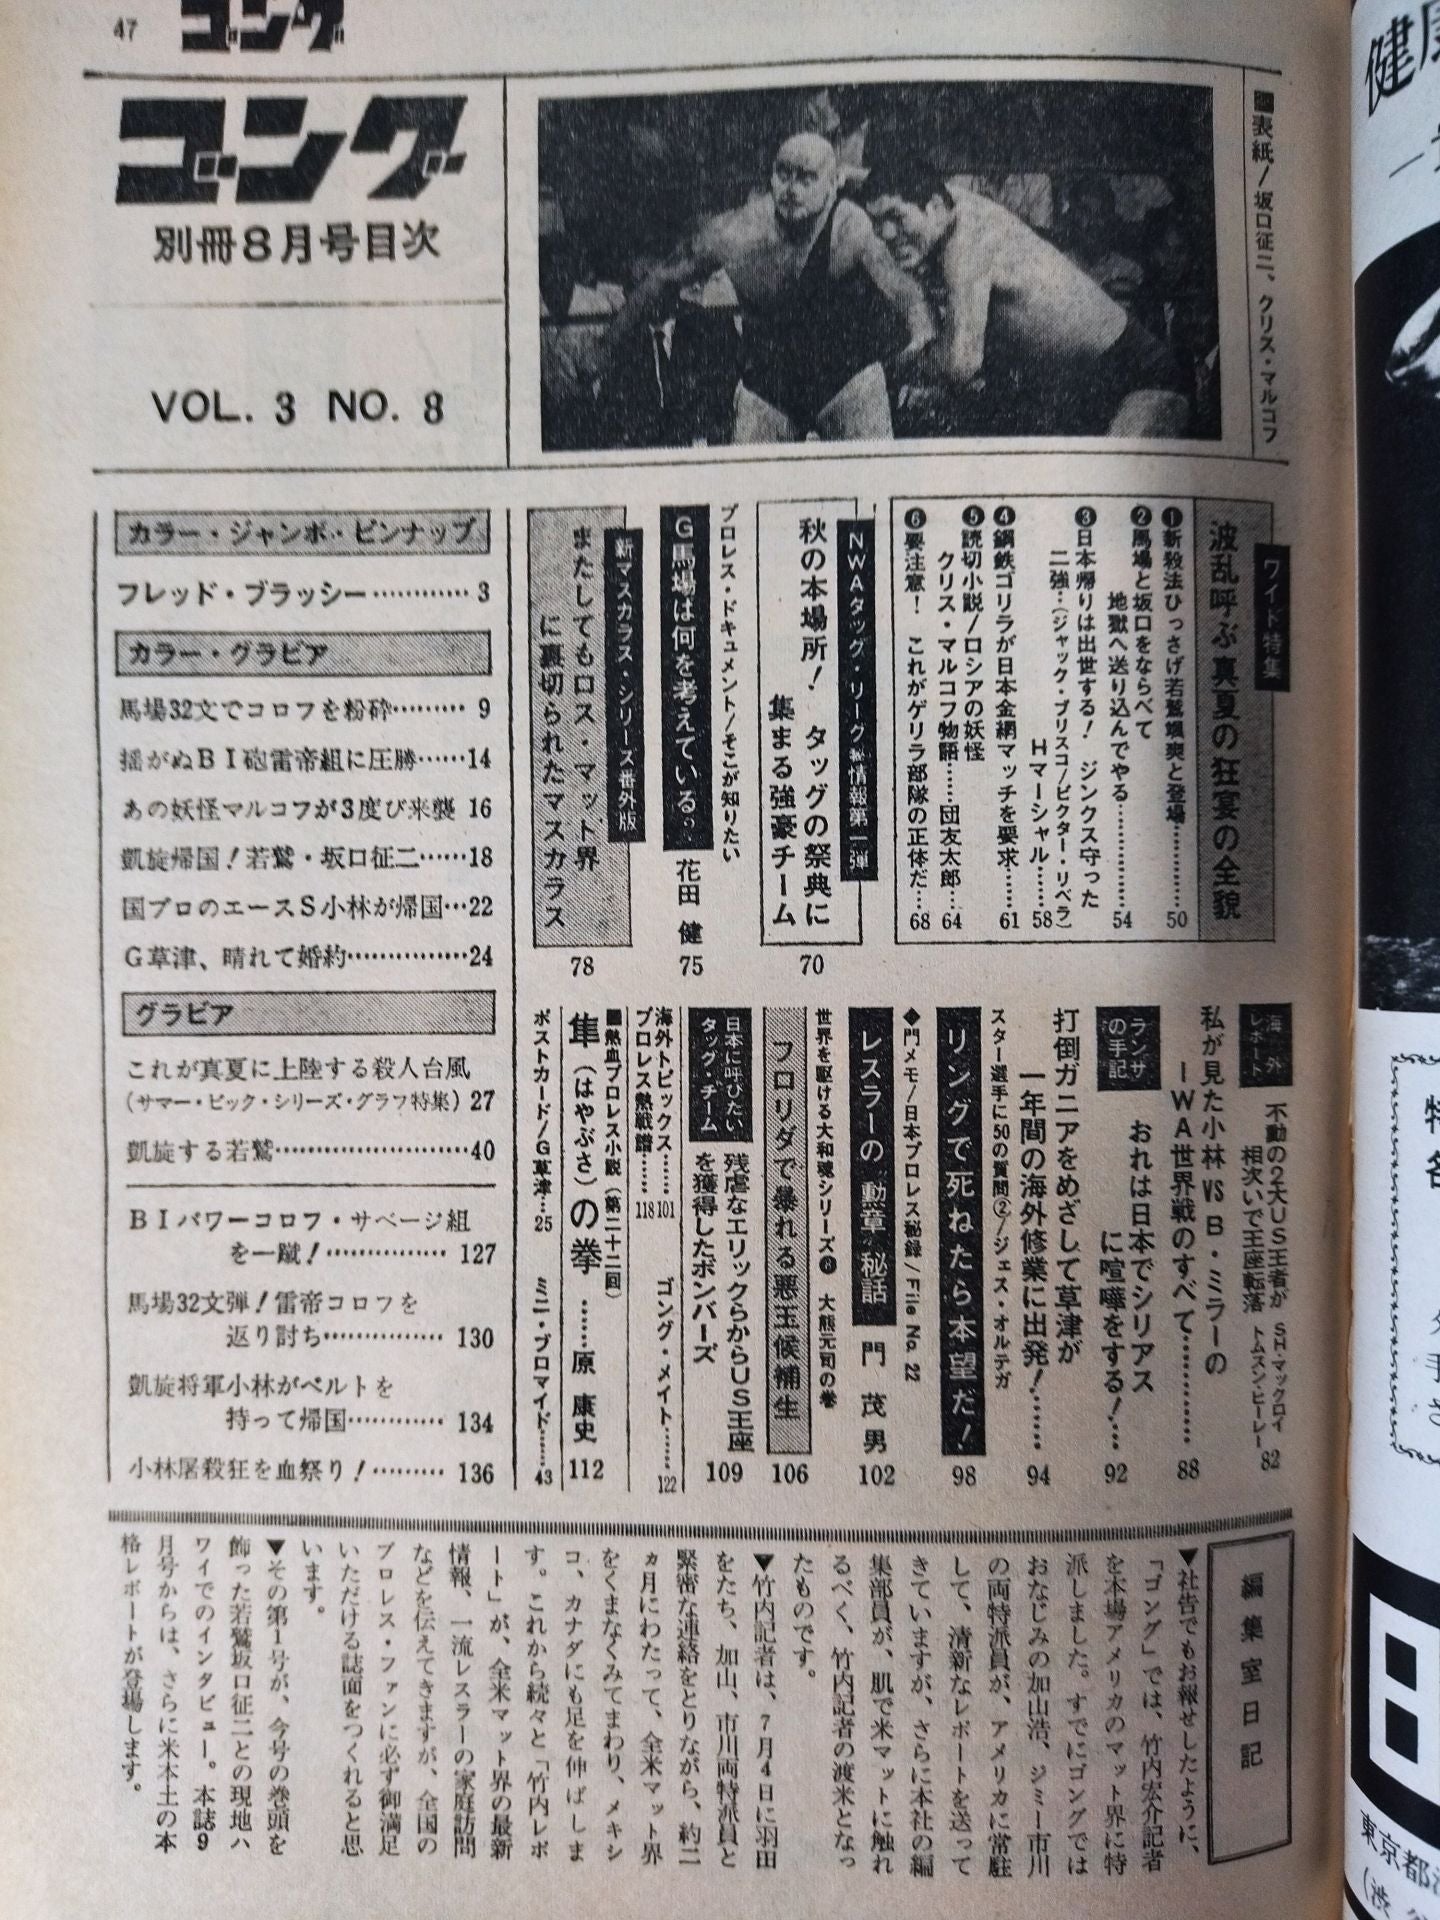 47
ゴング
ゴング
別冊8月号目次
VOL. 3 NO. 8
表紙/坂口征二、クリス・マルコフ
カラー・ジャンボ・ピンナップ
フレッド・ブラッシー…………3
カラー・グラビア
馬場32文でコロフを粉砕………9
揺がぬBI砲雷帝組に圧勝……14
あの妖怪マルコフが3度び来襲 16
凱旋帰国!若鷲・坂口征二……18
国プロのエースS小林が帰国…22
G草津、晴れて婚約……………24
グラビア
これが真夏に上陸する殺人台風
(サマー・ビック・シリーズ・グラフ特集) 27
凱旋する若鷲……………………40
BIパワーコロフ・サベージ組
を一蹴!…………… 127
馬場32文弾!雷帝コロフを
返り討ち…………… 130
凱旋将軍小林がベルトを
持って帰国………… 134
小林屠殺狂を血祭り!……… 136
ワイド特集
波乱呼ぶ真夏の狂宴の全貌
❶新殺法ひっさげ若鷲颯爽と登場…………50
❷馬場と坂口をならべて
地獄へ送り込んでやる……………54
❸日本帰りは出世する! ジンクス守った
二強…(ジャック・ブリスコ/ビクター・リベラ)
Hマーシャル……58
❹鋼鉄ゴリラが日本金網マッチを要求……61
❺読切小説/ロシアの妖怪
クリス・マルコフ物語……団友太郎…64
❻要注意! これがゲリラ部隊の正体だ…68
NWAタッグ・リーグ㊙情報第一弾
秋の本場所! タッグの祭典に
集まる強豪チーム
70
プロレス・ドキュメント/そこが知りたい
G馬場は何を考えている?
花田 健
75
新マスカラス・シリーズ番外版
またしてもロス・マット界
に裏切られたマスカラス
78
海外レポート
不動の2大US王者が
相次いで王座転落
SH・マックロイ
トムスン・ヒーレー
82
私が見た小林VSB・ミラーの
IWA世界戦のすべて……………
88
ランサの手記
おれは日本でシリアス
に喧嘩をする!…
92
打倒ガニアをめざして草津が
一年間の海外修業に出発!……
94
スター選手に50の質問②/ジェス・オルテガ
リングで死ねたら本望だ!
98
◆門メモ/日本プロレス秘録/File No. 22
レスラーの“勲章”秘話
門 茂男
102
世界を駆ける大和魂シリーズ❻ 大熊元司の巻
フロリダで暴れる悪玉候補生
106
日本に呼びたい
タッグ・チーム
残虐なエリックらからUS王座
を獲得したボンバーズ
109
海外トピックス……101
ゴング・メイト……122
プロレス熱戦譜……118
熱血プロレス小説(第二十二回)
隼(はやぶさ)の拳 ……原 康史
112
ポストカード/G草津…25
ミニ・ブロマイド……43
編集室日記
▼社告でもお報せしたように、
「ゴング」では、竹内宏介記者
を本場アメリカのマット界に特
派しました。すでにゴングでは
おなじみの加山浩、ジミー市川
の両特派員が、アメリカに常駐
して、清新なレポートを送って
きていますが、さらに本社の編
集部員が、肌で米マットに触れ
るべく、竹内記者の渡米となっ
たものです。
▼竹内記者は、7月4日に羽田
をたち、加山、市川両特派員と
緊密な連絡をとりながら、約二
ヵ月にわたって、全米マット界
をくまなくみてまわり、メキシ
コ、カナダにも足を伸ばしま
す。これから続々と「竹内レポ
ート」が、全米マット界の最新
情報、一流レスラーの家庭訪問
などを伝えてきますが、全国の
プロレス・ファンに必ず御満足
いただける誌面をつくれると思
います。
▼その第1号が、今号の巻頭を
飾った若鷲坂口征二との現地ハ
ワイでのインタビュー。本誌9
月号からは、さらに米本土の本
格レポートが登場します。
健
特
東京都
(渋谷